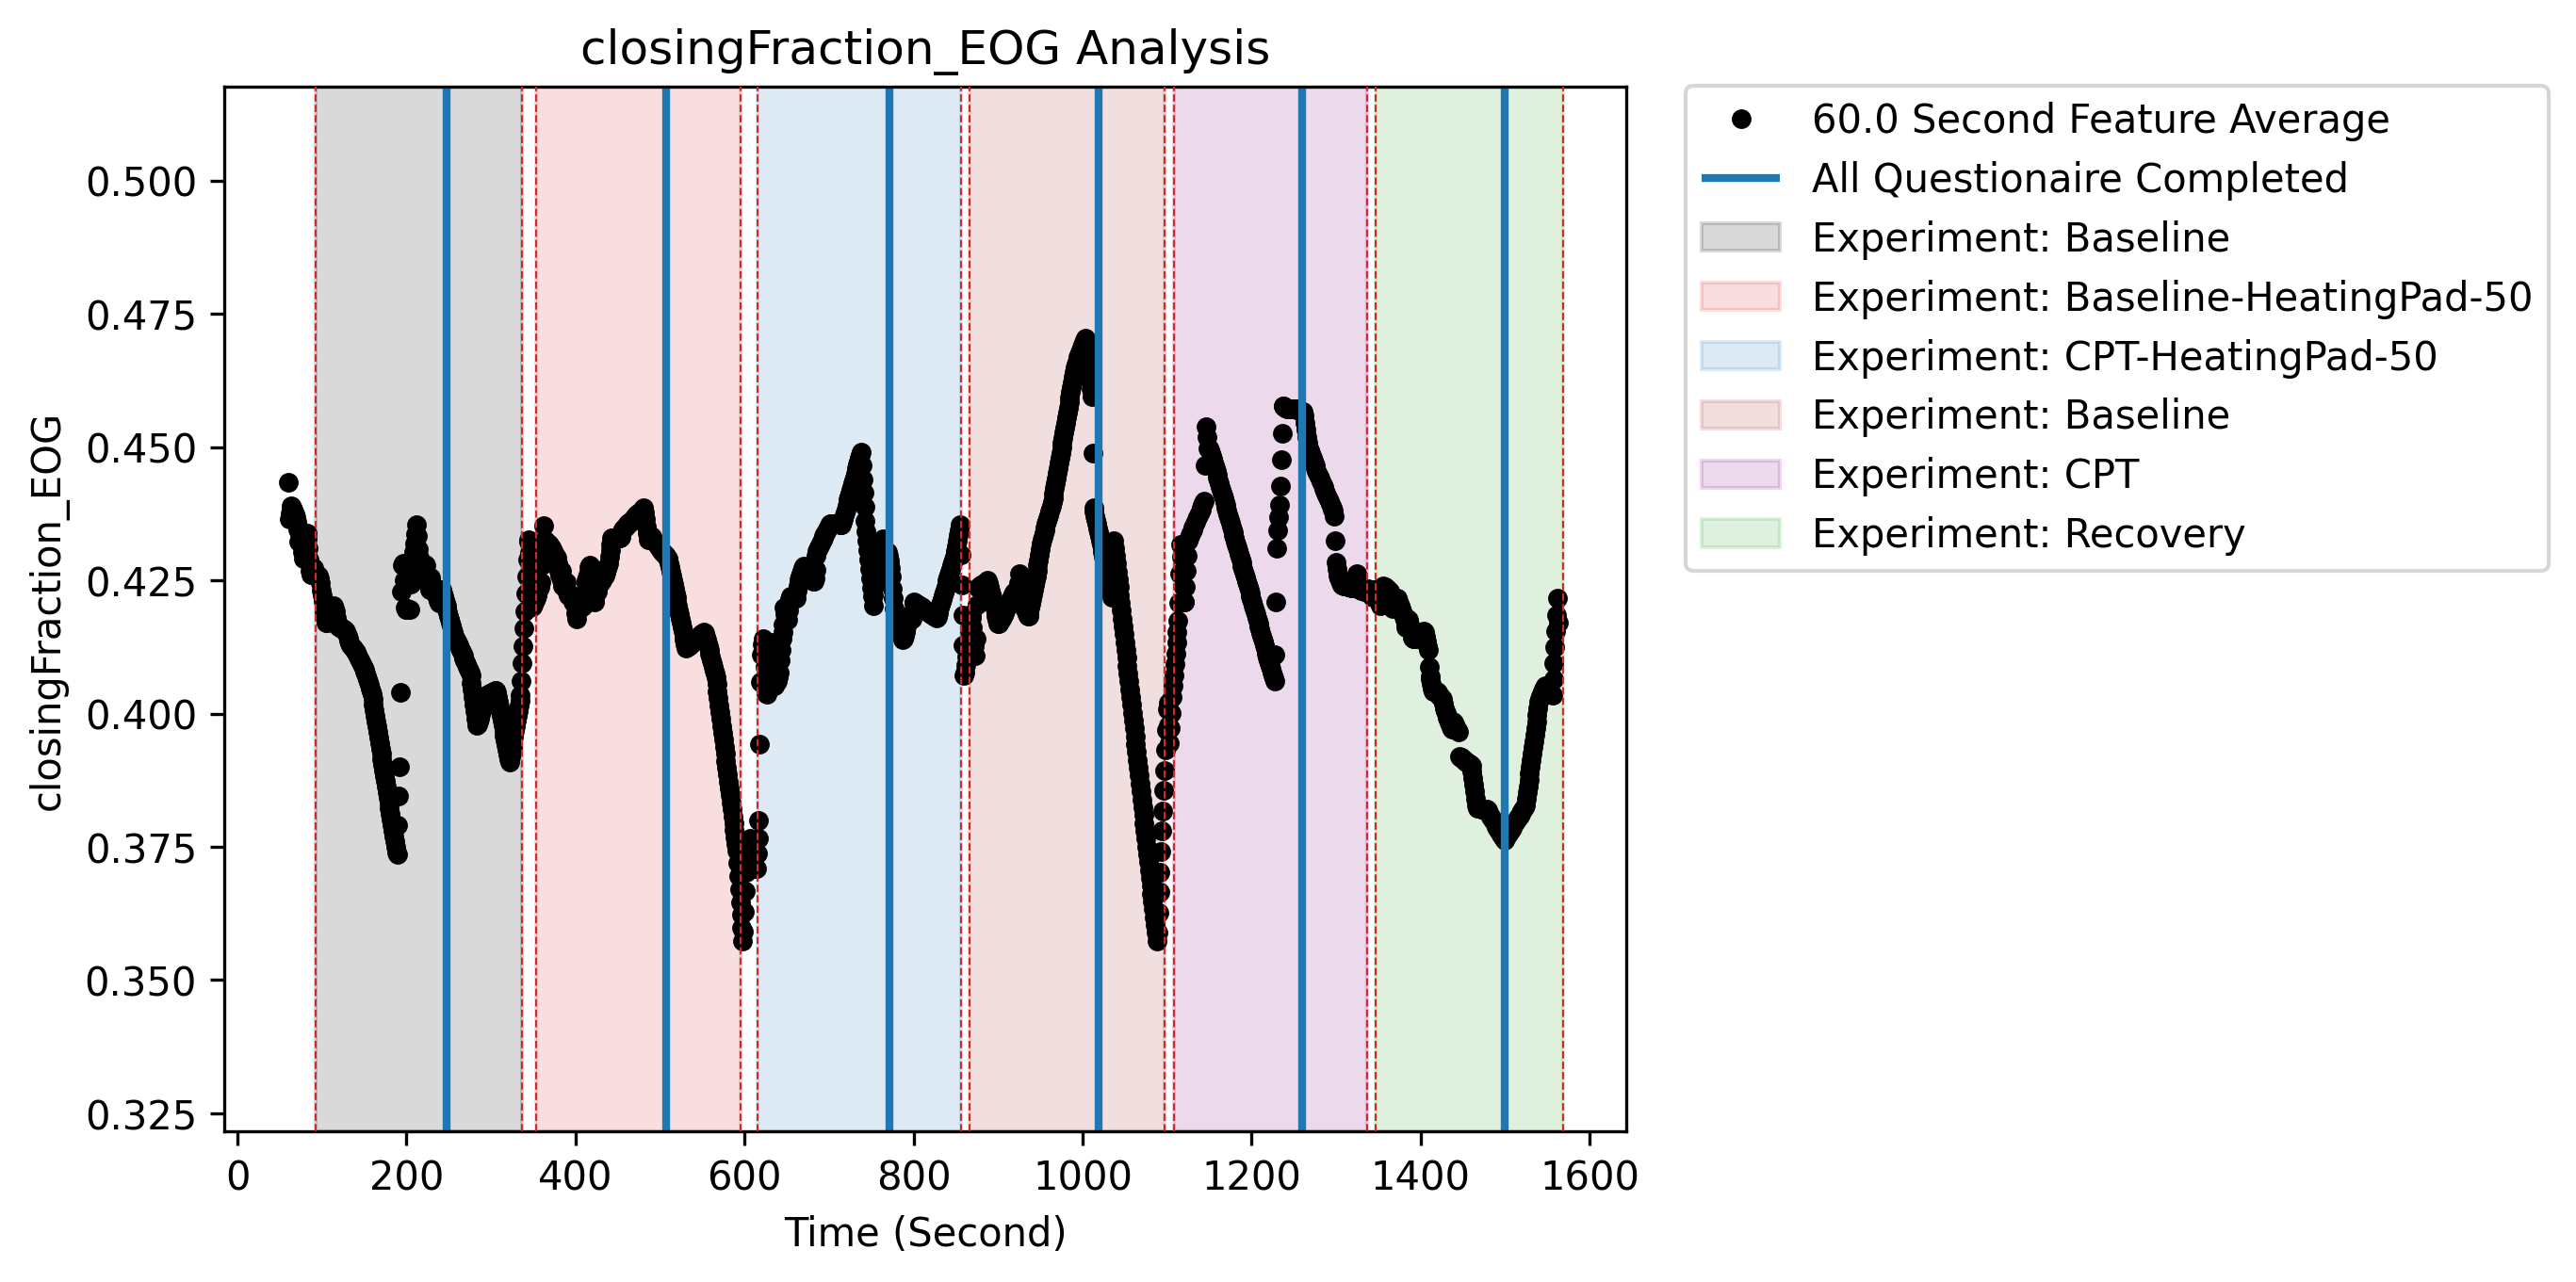 closingFraction_EOG Analysis
closingFraction_EOG
0.500
0.475
0.450
0.425
0.400
0.375
0.350
0.325
0 200 400 600 800 1000 1200 1400 1600
Time (Second)
60.0 Second Feature Average
All Questionaire Completed
Experiment: Baseline
Experiment: Baseline-HeatingPad-50
Experiment: CPT-HeatingPad-50
Experiment: Baseline
Experiment: CPT
Experiment: Recovery